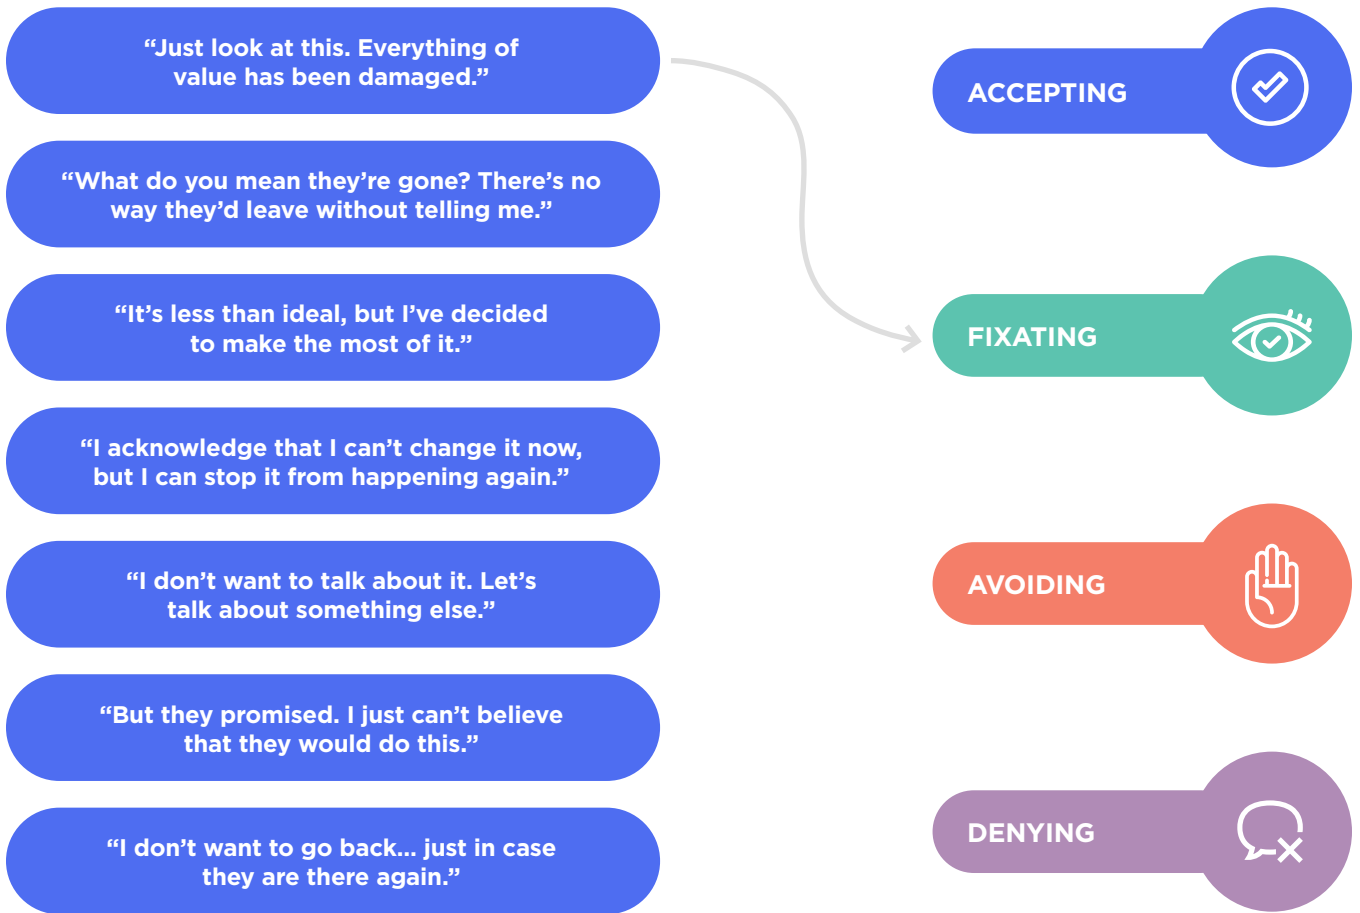 “Just look at this. Everything of
value has been damaged.”
“What do you mean they’re gone? There’s no
way they’d leave without telling me.”
“It’s less than ideal, but I’ve decided
to make the most of it.”
“I acknowledge that I can’t change it now,
but I can stop it from happening again.”
“I don’t want to talk about it. Let’s
talk about something else.”
“But they promised. I just can’t believe
that they would do this.”
“I don’t want to go back... just in case
they are there again.”
ACCEPTING
FIXATING
AVOIDING
DENYING